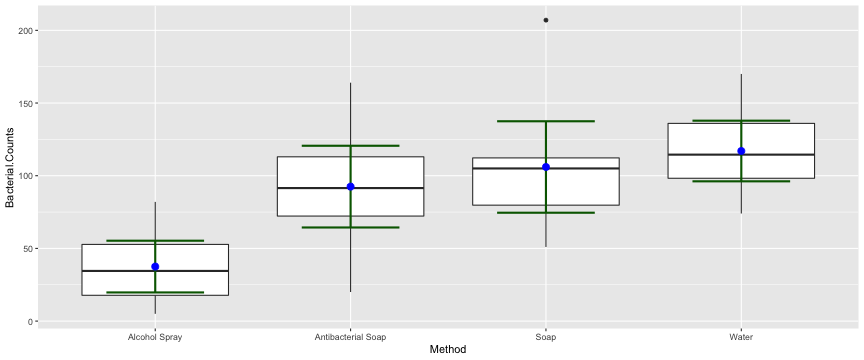 Bacterial.Counts
200
150
100
50
0
Alcohol Spray
Antibacterial Soap
Soap
Water
Method